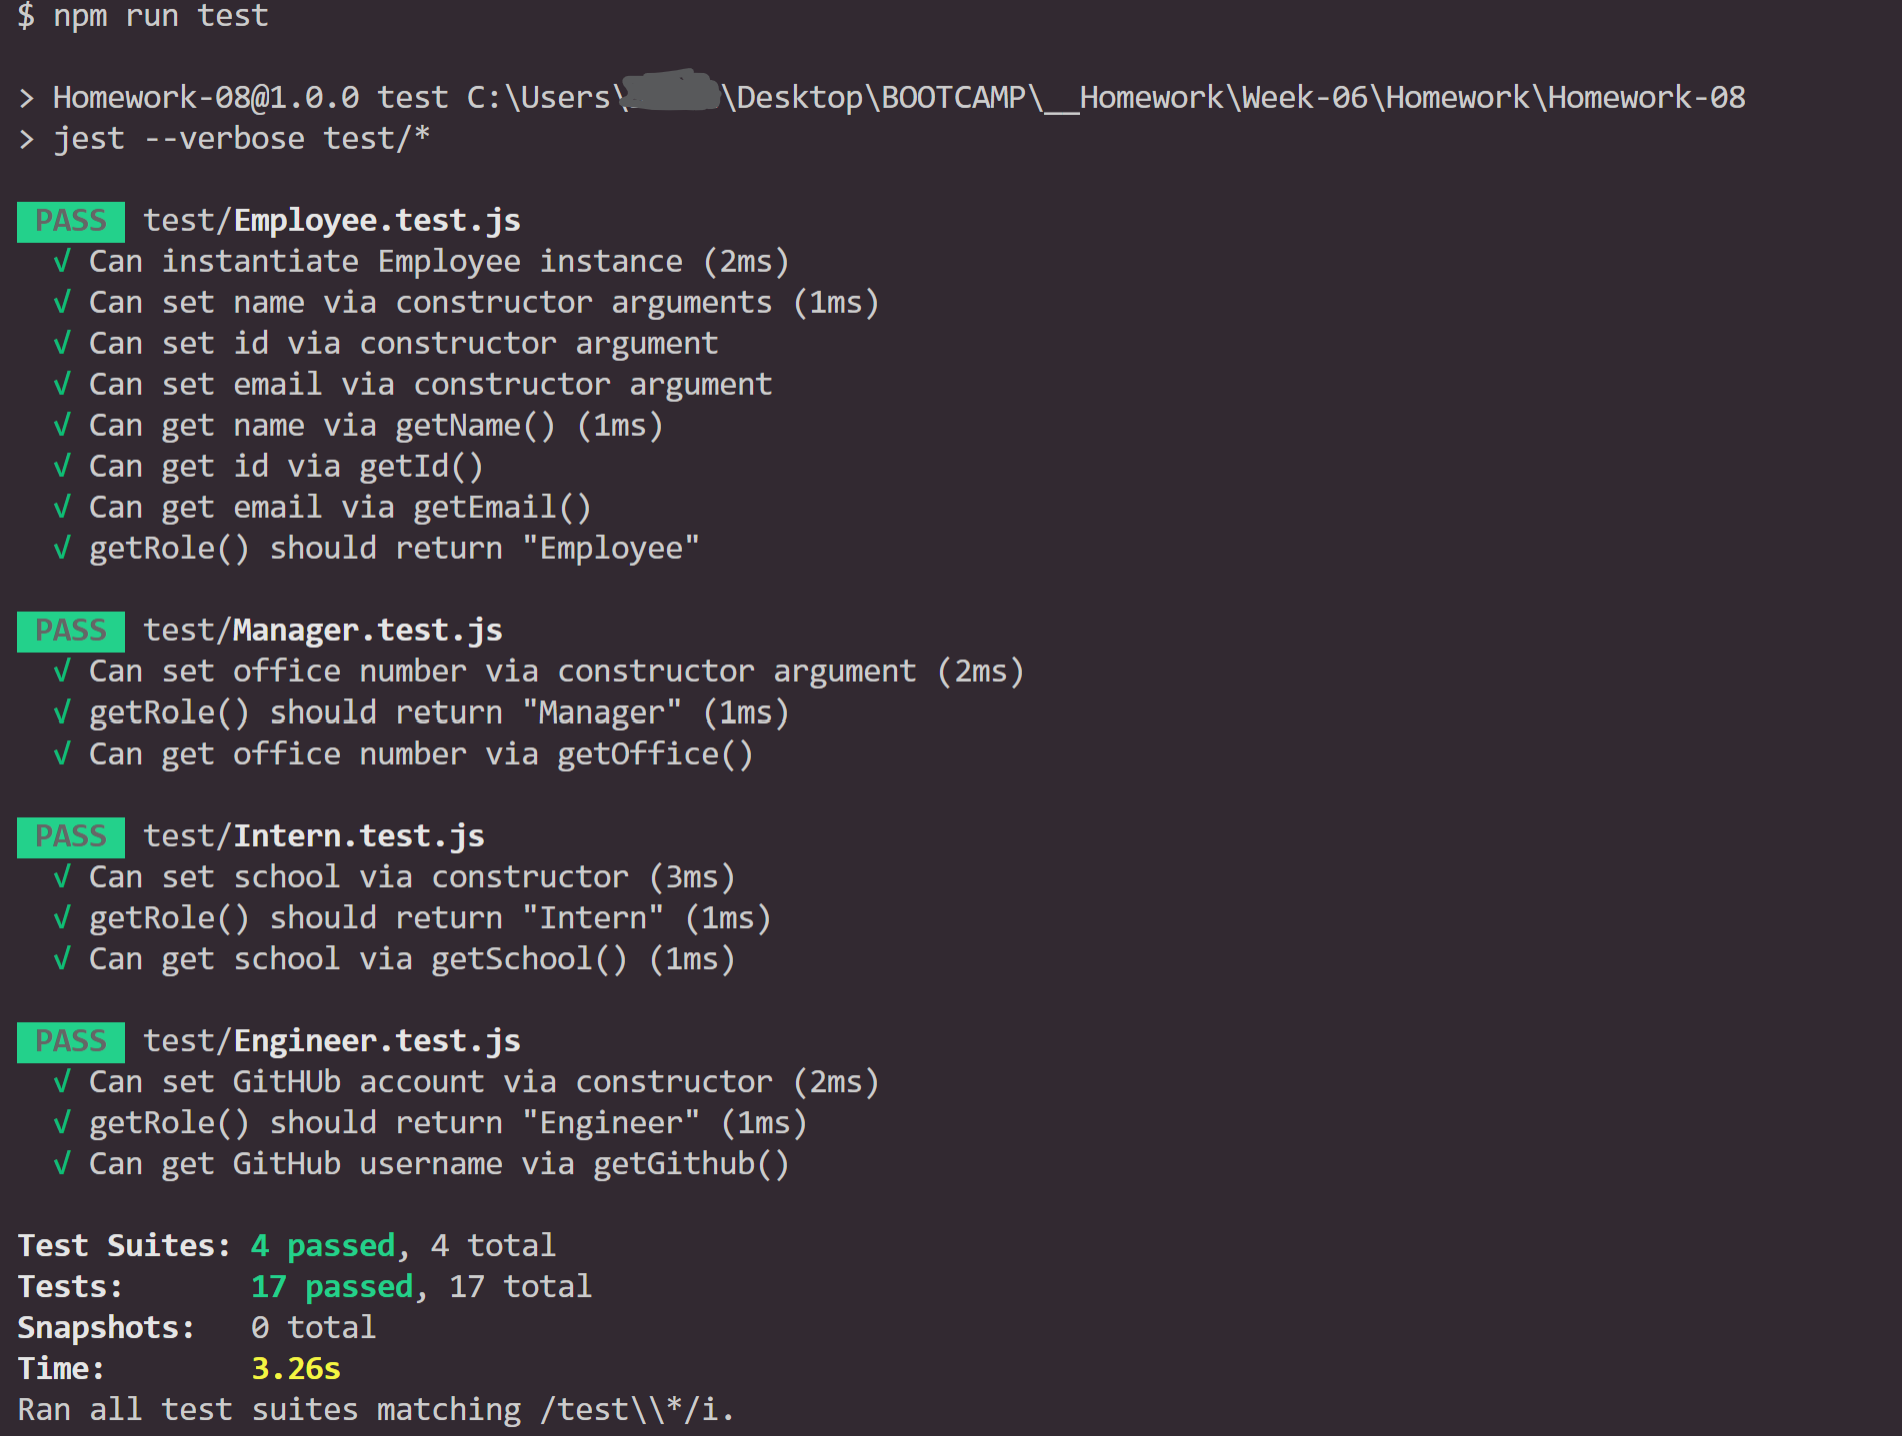 $ npm run test
> Homework-08@1.0.0 test C:\Users\ \Desktop\BOOTCAMP\__Homework\Week-06\Homework\Homework-08
> jest --verbose test/*
PASS test/Employee.test.js
√ Can instantiate Employee instance (2ms)
√ Can set name via constructor arguments (1ms)
√ Can set id via constructor argument
√ Can set email via constructor argument
√ Can get name via getName() (1ms)
√ Can get id via getId()
√ Can get email via getEmail()
√ getRole() should return "Employee"
PASS test/Manager.test.js
√ Can set office number via constructor argument (2ms)
√ getRole() should return "Manager" (1ms)
√ Can get office number via getOffice()
PASS test/Intern.test.js
√ Can set school via constructor (3ms)
√ getRole() should return "Intern" (1ms)
√ Can get school via getSchool() (1ms)
PASS test/Engineer.test.js
√ Can set GitHUb account via constructor (2ms)
√ getRole() should return "Engineer" (1ms)
√ Can get GitHub username via getGithub()
Test Suites: 4 passed, 4 total
Tests: 17 passed, 17 total
Snapshots: 0 total
Time: 3.26s
Ran all test suites matching /test\\*/i.